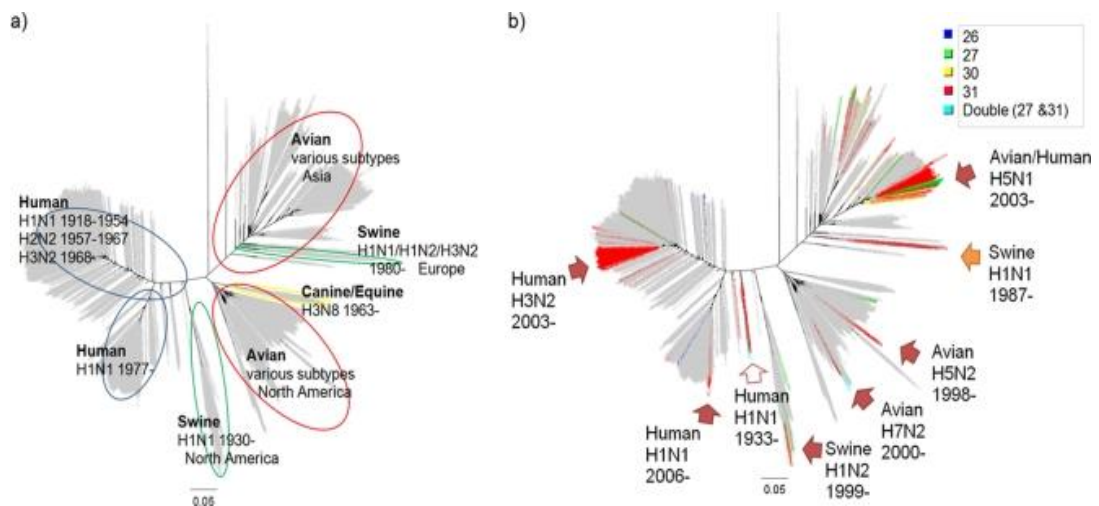 a)
Avian
various subtypes
Asia
Human
H1N1 1918-1954
H2N2 1957-1967
H3N2 1968-
Swine
H1N1/H1N2/H3N2
1980- Europe
Canine/Equine
H3N8 1963-
Human
H1N1 1977-
Avian
various subtypes
North America
Swine
H1N1 1930-
North America
0.05
b)
26
27
30
31
Double (27 &31)
Avian/Human
H5N1
2003-
Swine
H1N1
1987-
Human
H3N2
2003-
Avian
H5N2
1998-
Human
H1N1
1933-
Avian
H7N2
2000-
Human
H1N1
2006-
Swine
H1N2
1999-
0.05